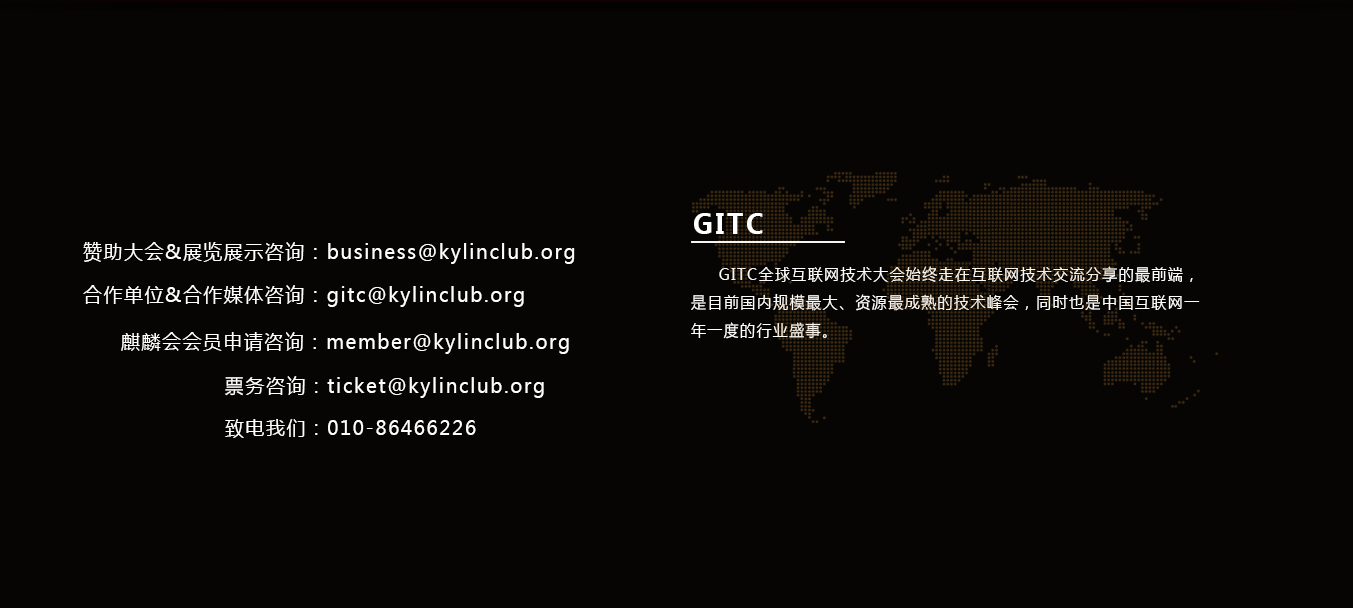 赞助大会&展览展示咨询：business@kylinclub.org
合作单位&合作媒体咨询：gitc@kylinclub.org
麒麟会会员申请咨询：member@kylinclub.org
票务咨询：ticket@kylinclub.org
致电我们：010-86466226
GITC
GITC全球互联网技术大会始终走在互联网技术交流分享的最前端，
是目前国内规模最大、资源最成熟的技术峰会，同时也是中国互联网一
年一度的行业盛事。